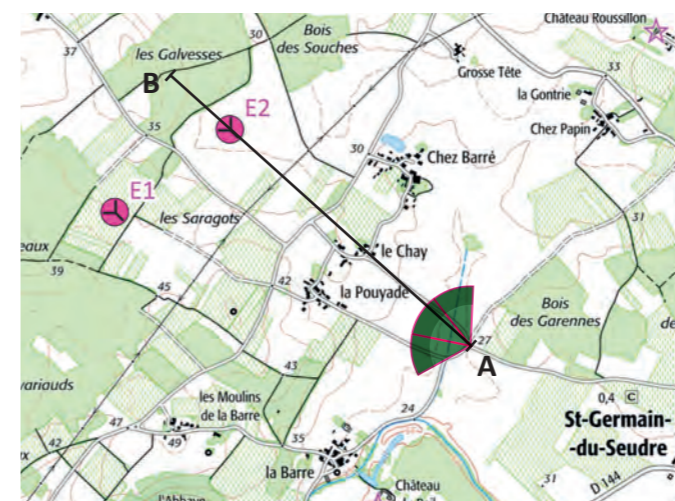 Château Roussillon
Bois
des Souches
30
37
les Galvesses
B
Grosse Tête
33
la Gontrie
E2
Chez Papin
35
30
Chez Barré
E1
les Saragots
31
le Chay
39
42
la Pouyade
45
Bois
des Garennes
27
A
43
les Moulins
de la Barre
24
0,4 C
47
42
49
35
St-Germain-
-du-Seudre
la Barre
31
D 144
Château